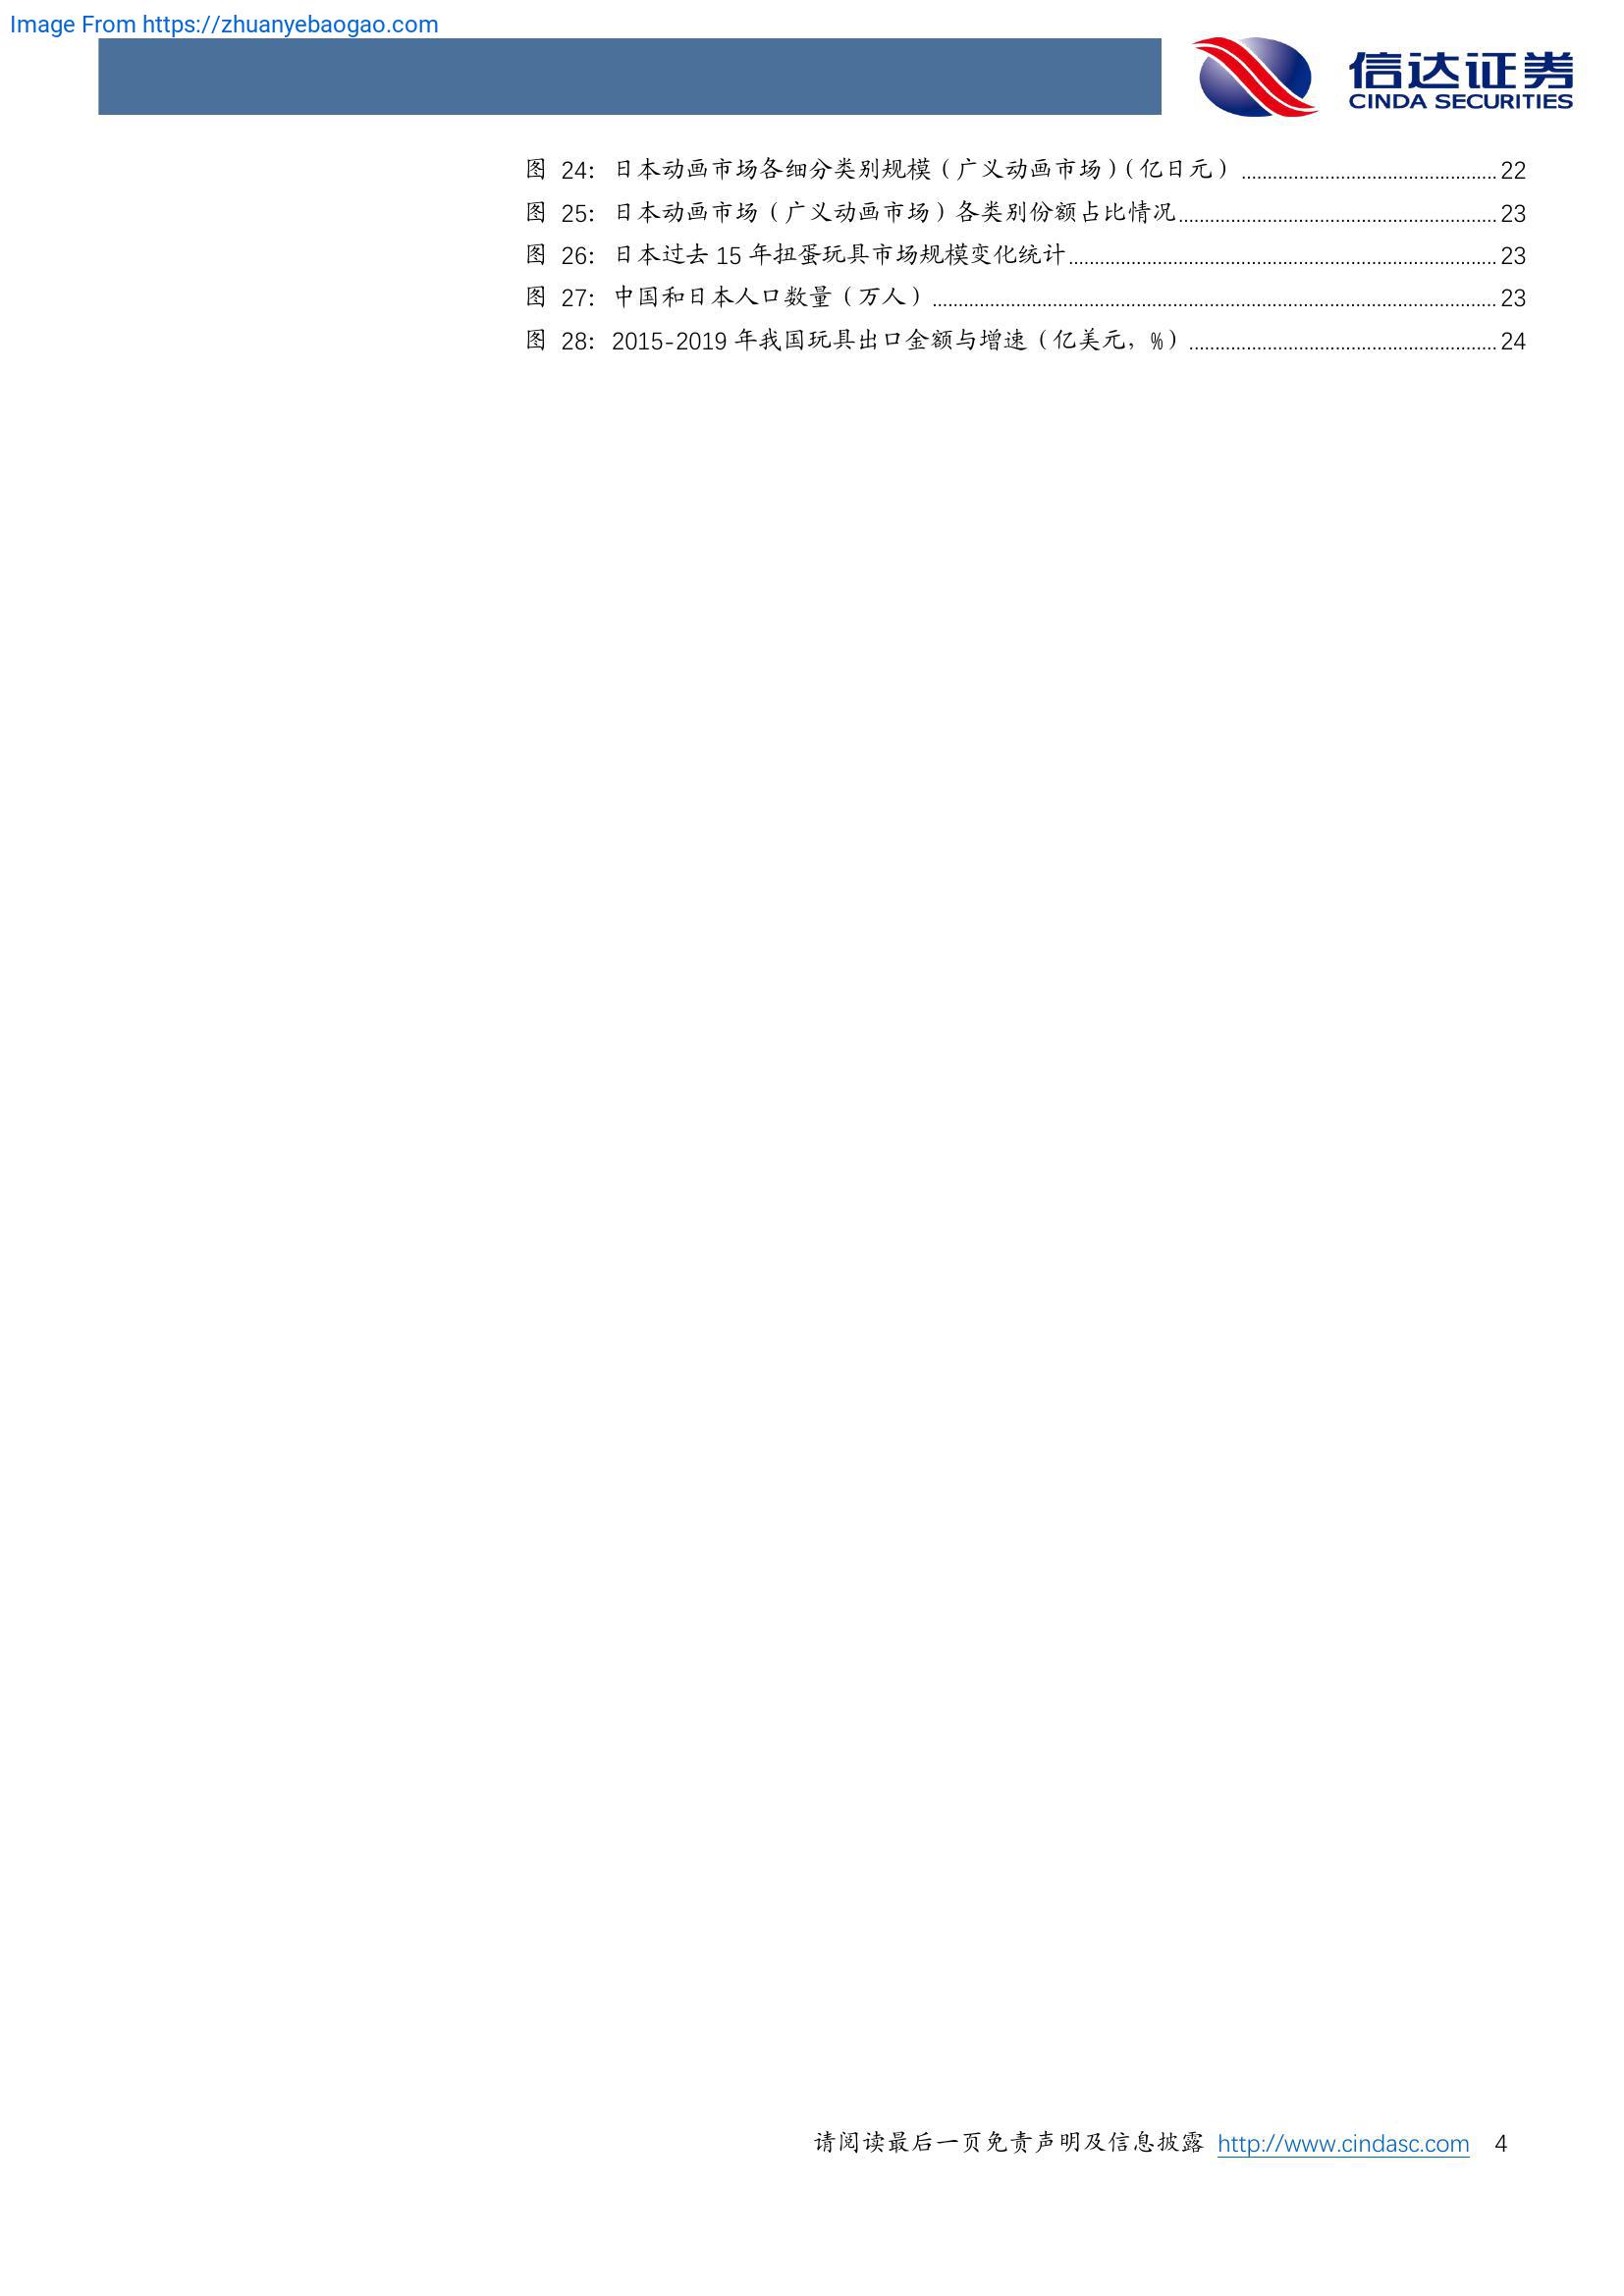 Image From https://zhuanyebaogao.com
信达证券
CINDA SECURITIES
图 24: 日本动画市场各细分类别规模（广义动画市场）（亿日元）........................................22
图 25: 日本动画市场（广义动画市场）各类别份额占比情况........................................23
图 26: 日本过去 15 年扭蛋玩具市场规模变化统计........................................23
图 27: 中国和日本人口数量（万人）........................................23
图 28: 2015-2019 年我国玩具出口金额与增速（亿美元，%）........................................24
请阅读最后一页免责声明及信息披露 http://www.cindasc.com 4